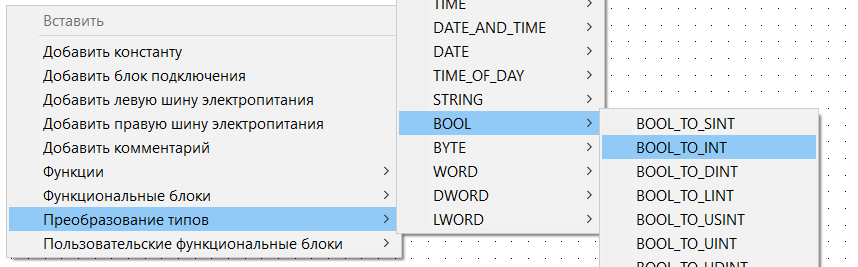 Вставить
Добавить константу
Добавить блок подключения
Добавить левую шину электропитания
Добавить правую шину электропитания
Добавить комментарий
Функции
Функциональные блоки
Преобразование типов
Пользовательские функциональные блоки
TIME
DATE_AND_TIME
DATE
TIME_OF_DAY
STRING
BOOL
BYTE
WORD
DWORD
LWORD
BOOL_TO_SINT
BOOL_TO_INT
BOOL_TO_DINT
BOOL_TO_LINT
BOOL_TO_USINT
BOOL_TO_UINT
BOOL_TO_UDINT